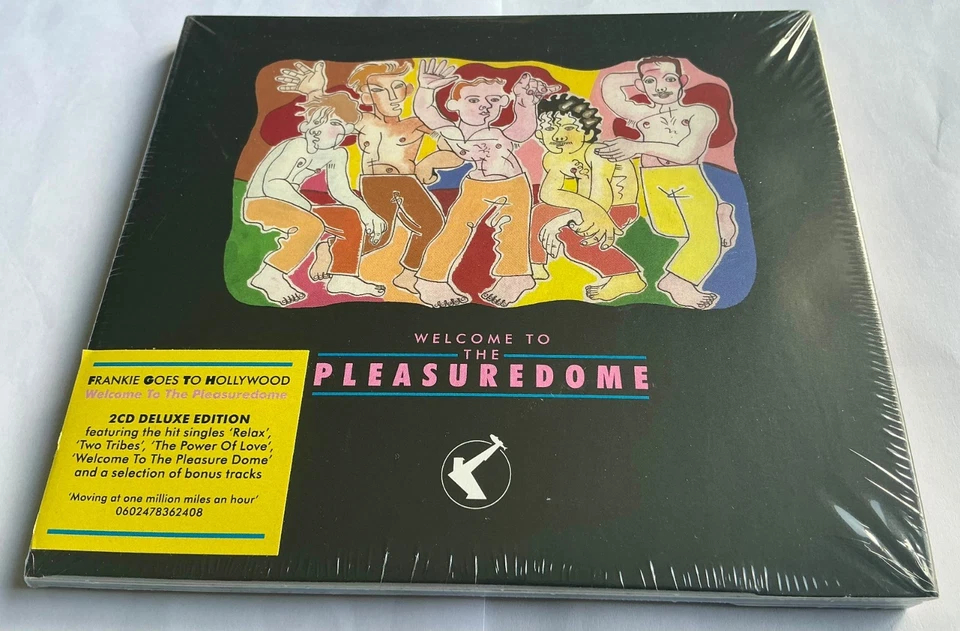 WELCOME TO
THE
PLEASUREDOME
FRANKIE GOES TO HOLLYWOOD
Welcome To The Pleasuredome
2CD DELUXE EDITION
featuring the hit singles 'Relax',
'Two Tribes', 'The Power Of Love',
'Welcome To The Pleasure Dome'
and a selection of bonus tracks
'Moving at one million miles an hour'
0602478362408